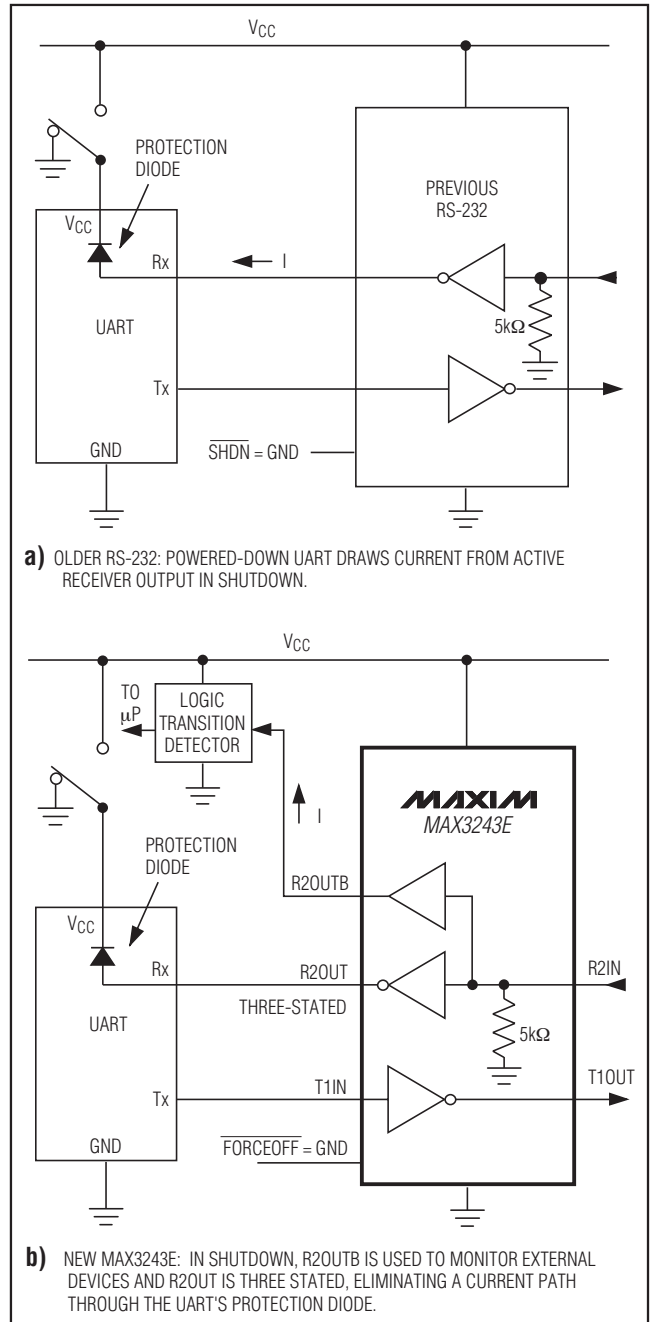 VCC
PROTECTION
DIODE
VCC
Rx
I
PREVIOUS
RS-232
UART
5kΩ
Tx
GND
SHDN = GND
a) OLDER RS-232: POWERED-DOWN UART DRAWS CURRENT FROM ACTIVE
RECEIVER OUTPUT IN SHUTDOWN.
VCC
TO
μP
LOGIC
TRANSITION
DETECTOR
I
MAXIM
MAX3243E
PROTECTION
DIODE
R2OUTB
VCC
Rx
R2OUT
R2IN
THREE-STATED
UART
5kΩ
Tx
T1IN
T1OUT
GND
FORCEOFF = GND
b) NEW MAX3243E: IN SHUTDOWN, R2OUTB IS USED TO MONITOR EXTERNAL
DEVICES AND R2OUT IS THREE STATED, ELIMINATING A CURRENT PATH
THROUGH THE UART'S PROTECTION DIODE.